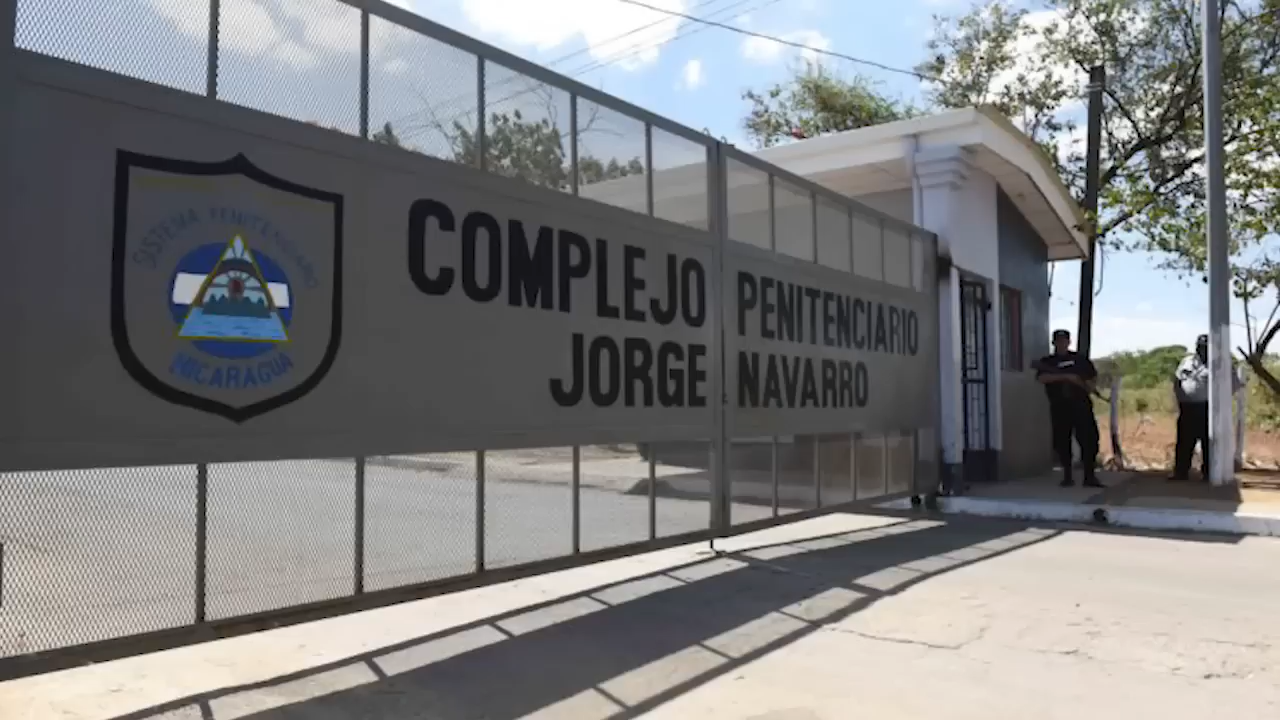 SISTEMA PENITENCIARIO
NICARAGUA
COMPLEJO PENITENCIARIO
JORGE NAVARRO